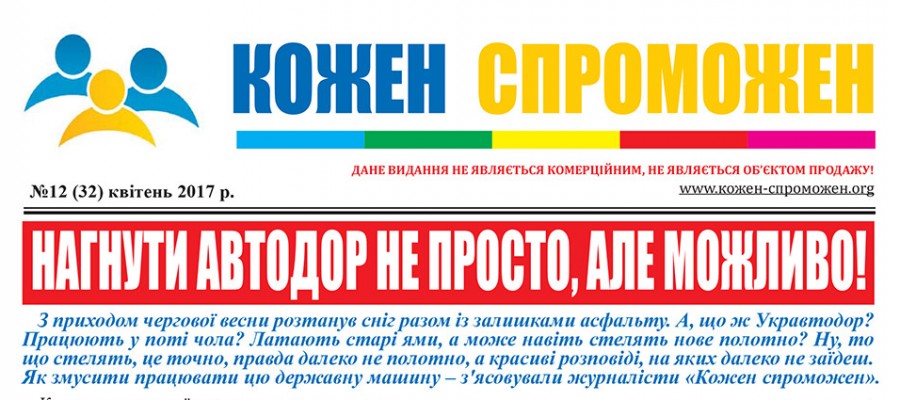 КОЖЕН СПРОМОЖЕН
ДАНЕ ВИДАННЯ НЕ ЯВЛЯЄТЬСЯ КОМЕРЦІЙНИМ, НЕ ЯВЛЯЄТЬСЯ ОБ'ЄКТОМ ПРОДАЖУ!
№12 (32) квітень 2017 р.
www.кожен-спроможен.org
НАГНУТИ АВТОДОР НЕ ПРОСТО, АЛЕ МОЖЛИВО!
З приходом чергової весни розтанув сніг разом із залишками асфальту. А, що ж Укравтодор?
Працюють у поті чола? Латають старі ями, а може навіть стелять нове полотно? Ну, то
що стелять, це точно, правда далеко не полотно, а красиві розповіді, на яких далеко не заїдеш.
Як змусити працювати цю державну машину – з'ясовували журналісти «Кожен спроможен».